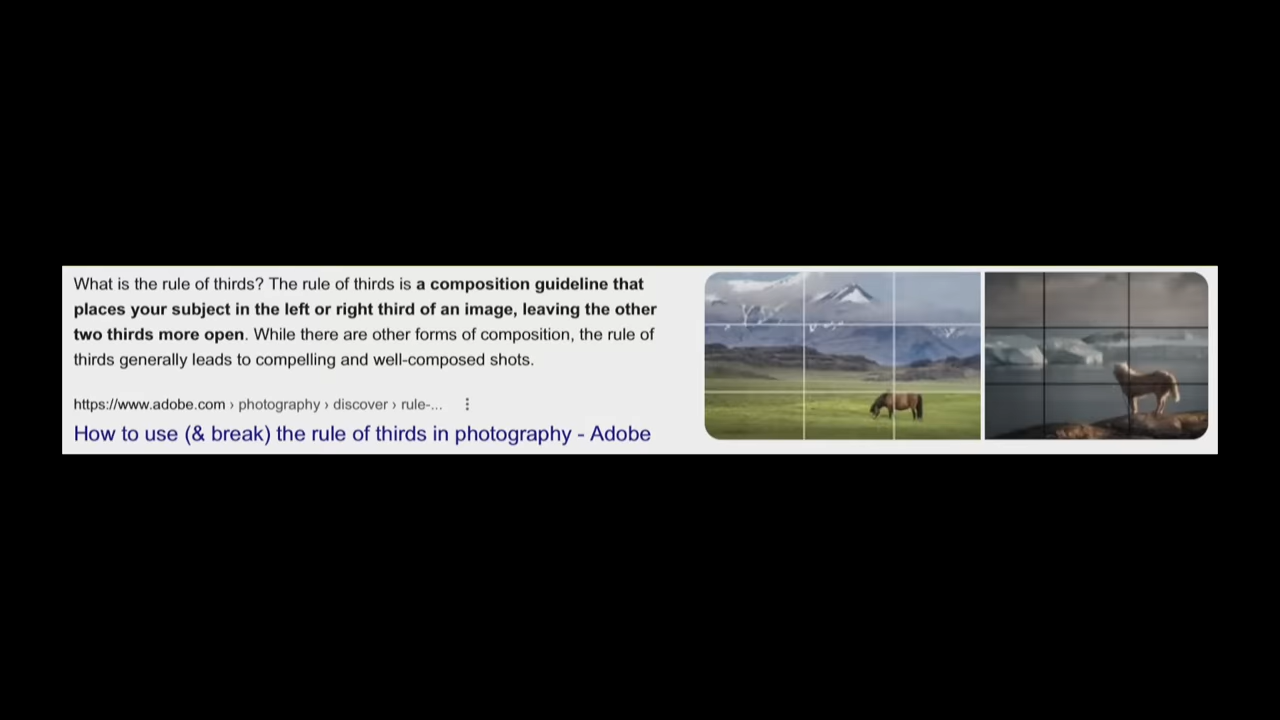 What is the rule of thirds? The rule of thirds is a composition guideline that
places your subject in the left or right third of an image, leaving the other
two thirds more open. While there are other forms of composition, the rule of
thirds generally leads to compelling and well-composed shots.
https://www.adobe.com › photography › discover › rule-...
How to use (& break) the rule of thirds in photography - Adobe